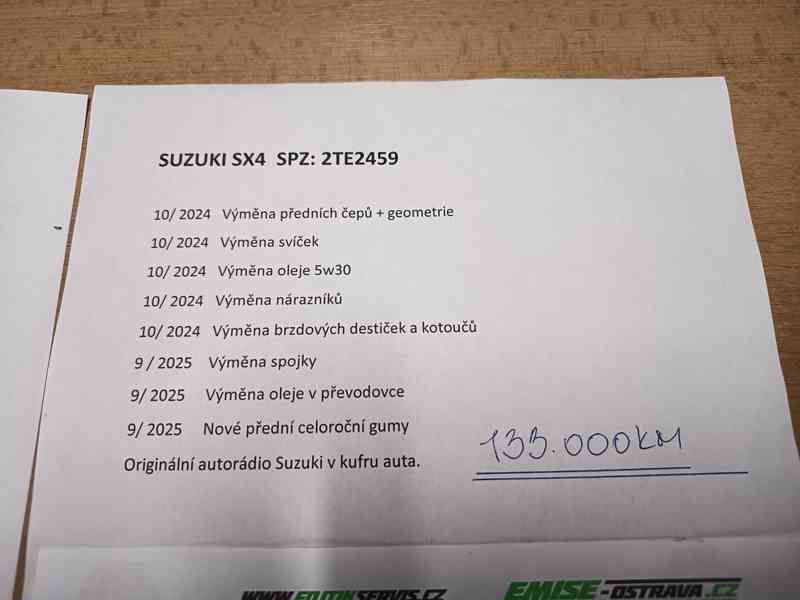 SUZUKI SX4 SPZ: 2TE2459
10/ 2024 Výměna předních čepů + geometrie
10/ 2024 Výměna svíček
10/ 2024 Výměna oleje 5w30
10/ 2024 Výměna nárazníků
10/ 2024 Výměna brzdových destiček a kotoučů
9 / 2025 Výměna spojky
9/ 2025 Výměna oleje v převodovce
9/ 2025 Nové přední celoroční gumy
133.000KM
Originální autorádio Suzuki v kufru auta.
EMISE-OSTRAVA.CZ